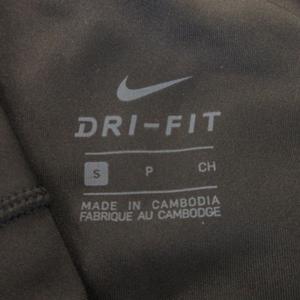 DRI-FIT
S P CH
MADE IN CAMBODIA
FABRIQUE AU CAMBODGE